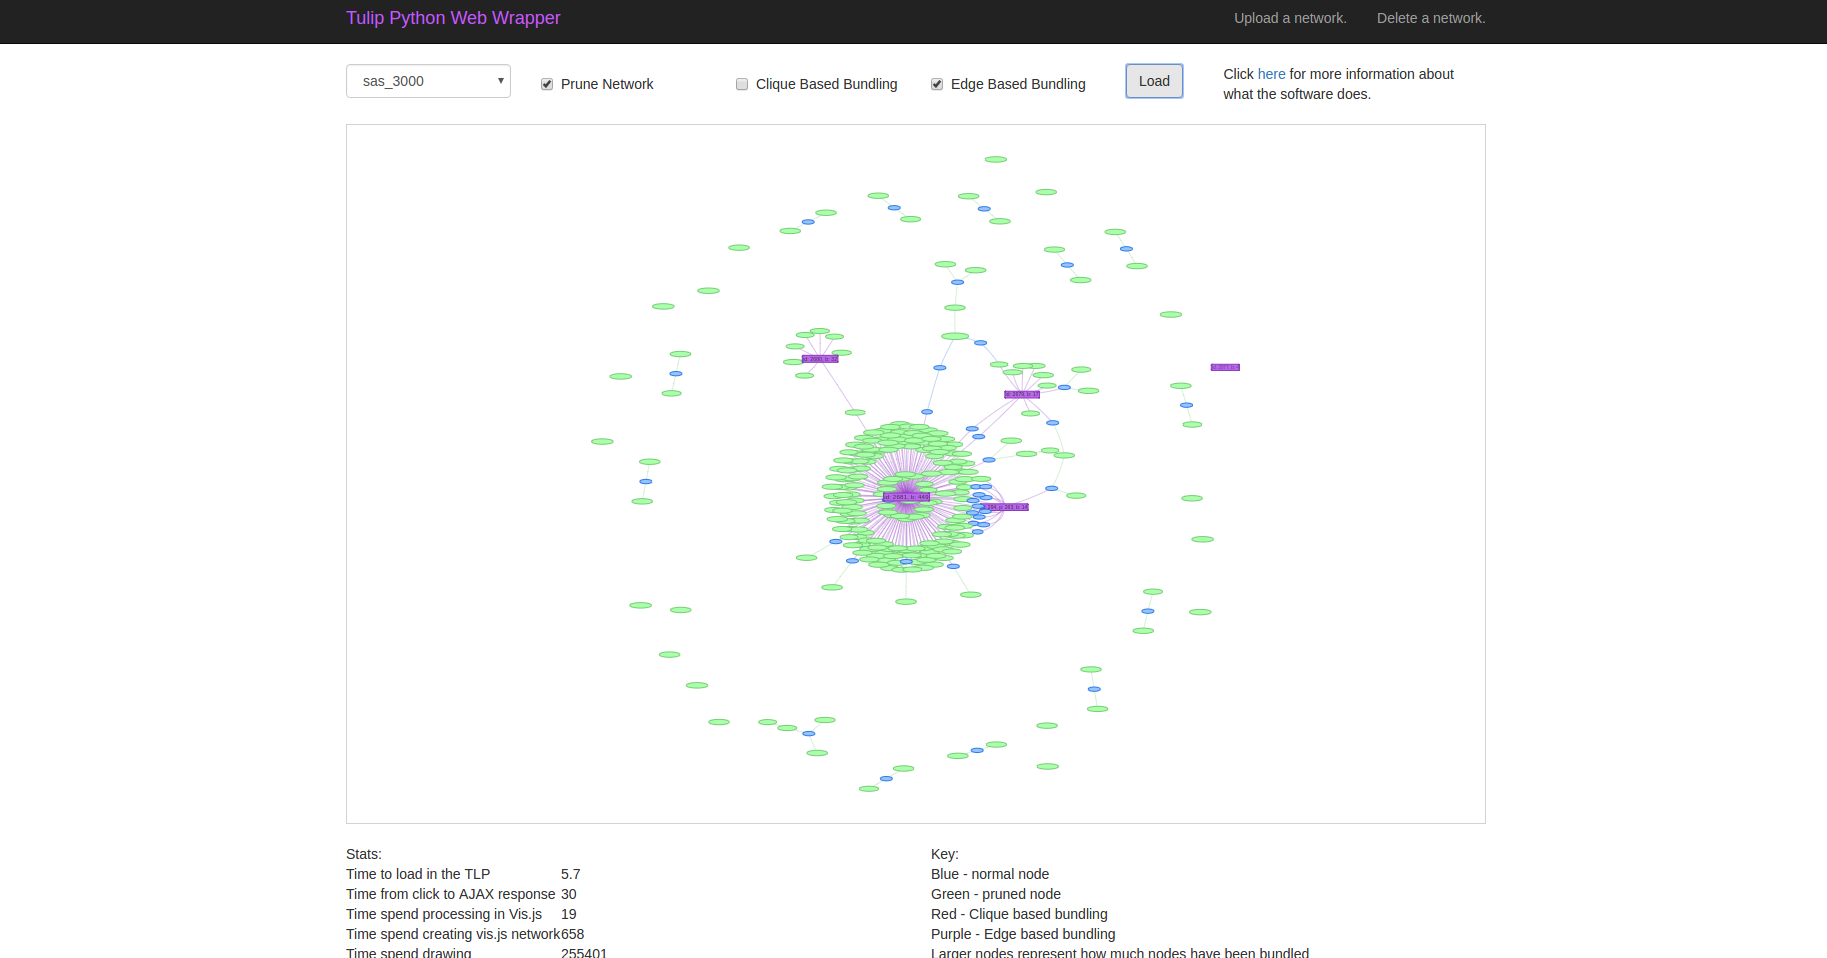 Tulip Python Web Wrapper
Upload a network.
Delete a network.
sas_3000
Prune Network
Clique Based Bundling
Edge Based Bundling
Load
Click here for more information about
what the software does.
Stats:
Time to load in the TLP 5.7
Time from click to AJAX response 30
Time spend processing in Vis.js 19
Time spend creating vis.js network 658
Time spend drawing 255401
Key:
Blue - normal node
Green - pruned node
Red - Clique based bundling
Purple - Edge based bundling
Larger nodes represent how much nodes have been bundled